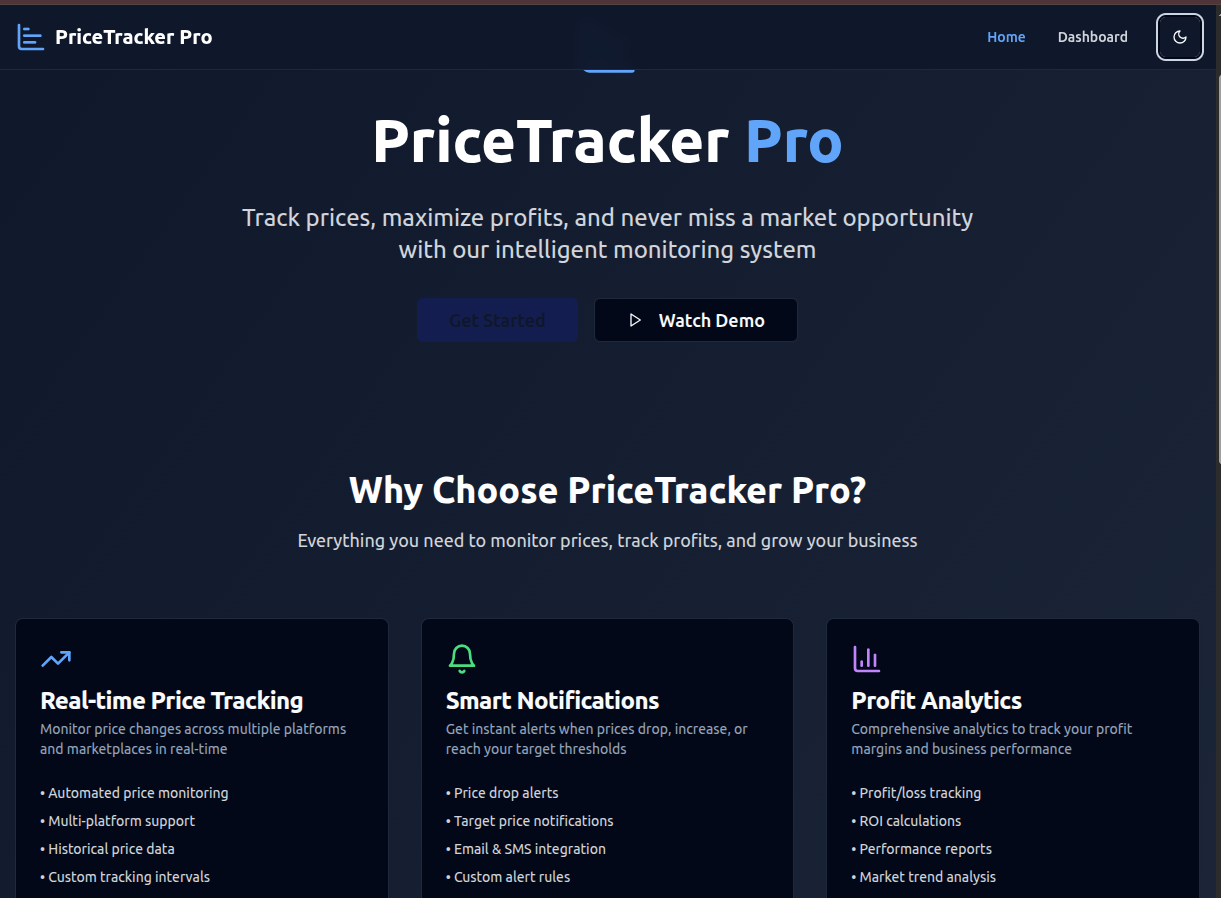 PriceTracker Pro
Home
Dashboard
PriceTracker Pro
Track prices, maximize profits, and never miss a market opportunity
with our intelligent monitoring system
Get Started
Watch Demo
Why Choose PriceTracker Pro?
Everything you need to monitor prices, track profits, and grow your business
Real-time Price Tracking
Monitor price changes across multiple platforms
and marketplaces in real-time
• Automated price monitoring
• Multi-platform support
• Historical price data
• Custom tracking intervals
Smart Notifications
Get instant alerts when prices drop, increase, or
reach your target thresholds
• Price drop alerts
• Target price notifications
• Email & SMS integration
• Custom alert rules
Profit Analytics
Comprehensive analytics to track your profit
margins and business performance
• Profit/loss tracking
• ROI calculations
• Performance reports
• Market trend analysis